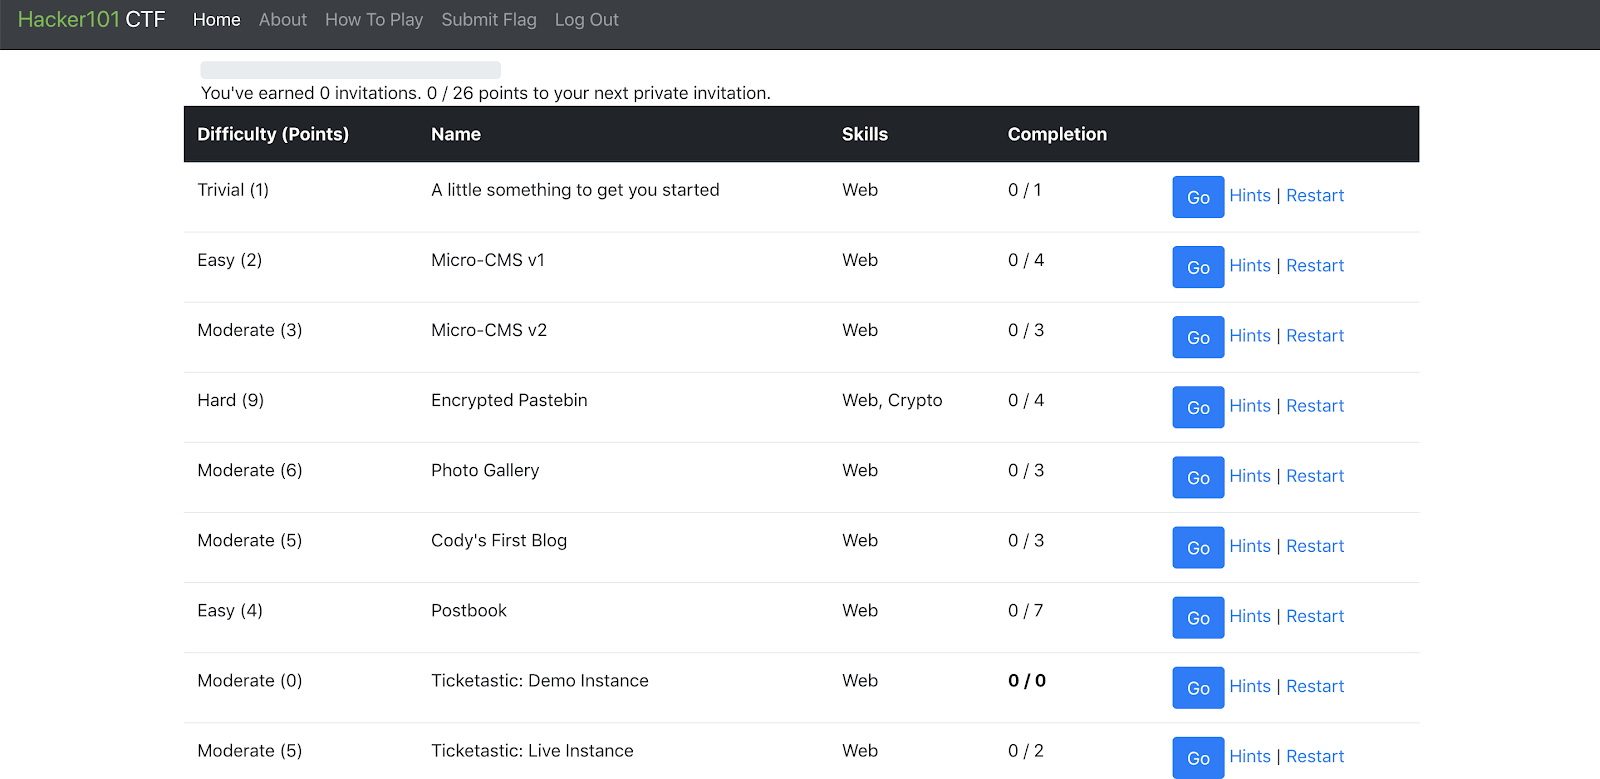 Hacker101 CTF Home About How To Play Submit Flag Log Out
You've earned 0 invitations. 0 / 26 points to your next private invitation.
Difficulty (Points) Name Skills Completion
Trivial (1) A little something to get you started Web 0 / 1 Go Hints | Restart
Easy (2) Micro-CMS v1 Web 0 / 4 Go Hints | Restart
Moderate (3) Micro-CMS v2 Web 0 / 3 Go Hints | Restart
Hard (9) Encrypted Pastebin Web, Crypto 0 / 4 Go Hints | Restart
Moderate (6) Photo Gallery Web 0 / 3 Go Hints | Restart
Moderate (5) Cody's First Blog Web 0 / 3 Go Hints | Restart
Easy (4) Postbook Web 0 / 7 Go Hints | Restart
Moderate (0) Ticketastic: Demo Instance Web 0 / 0 Go Hints | Restart
Moderate (5) Ticketastic: Live Instance Web 0 / 2 Go Hints | Restart